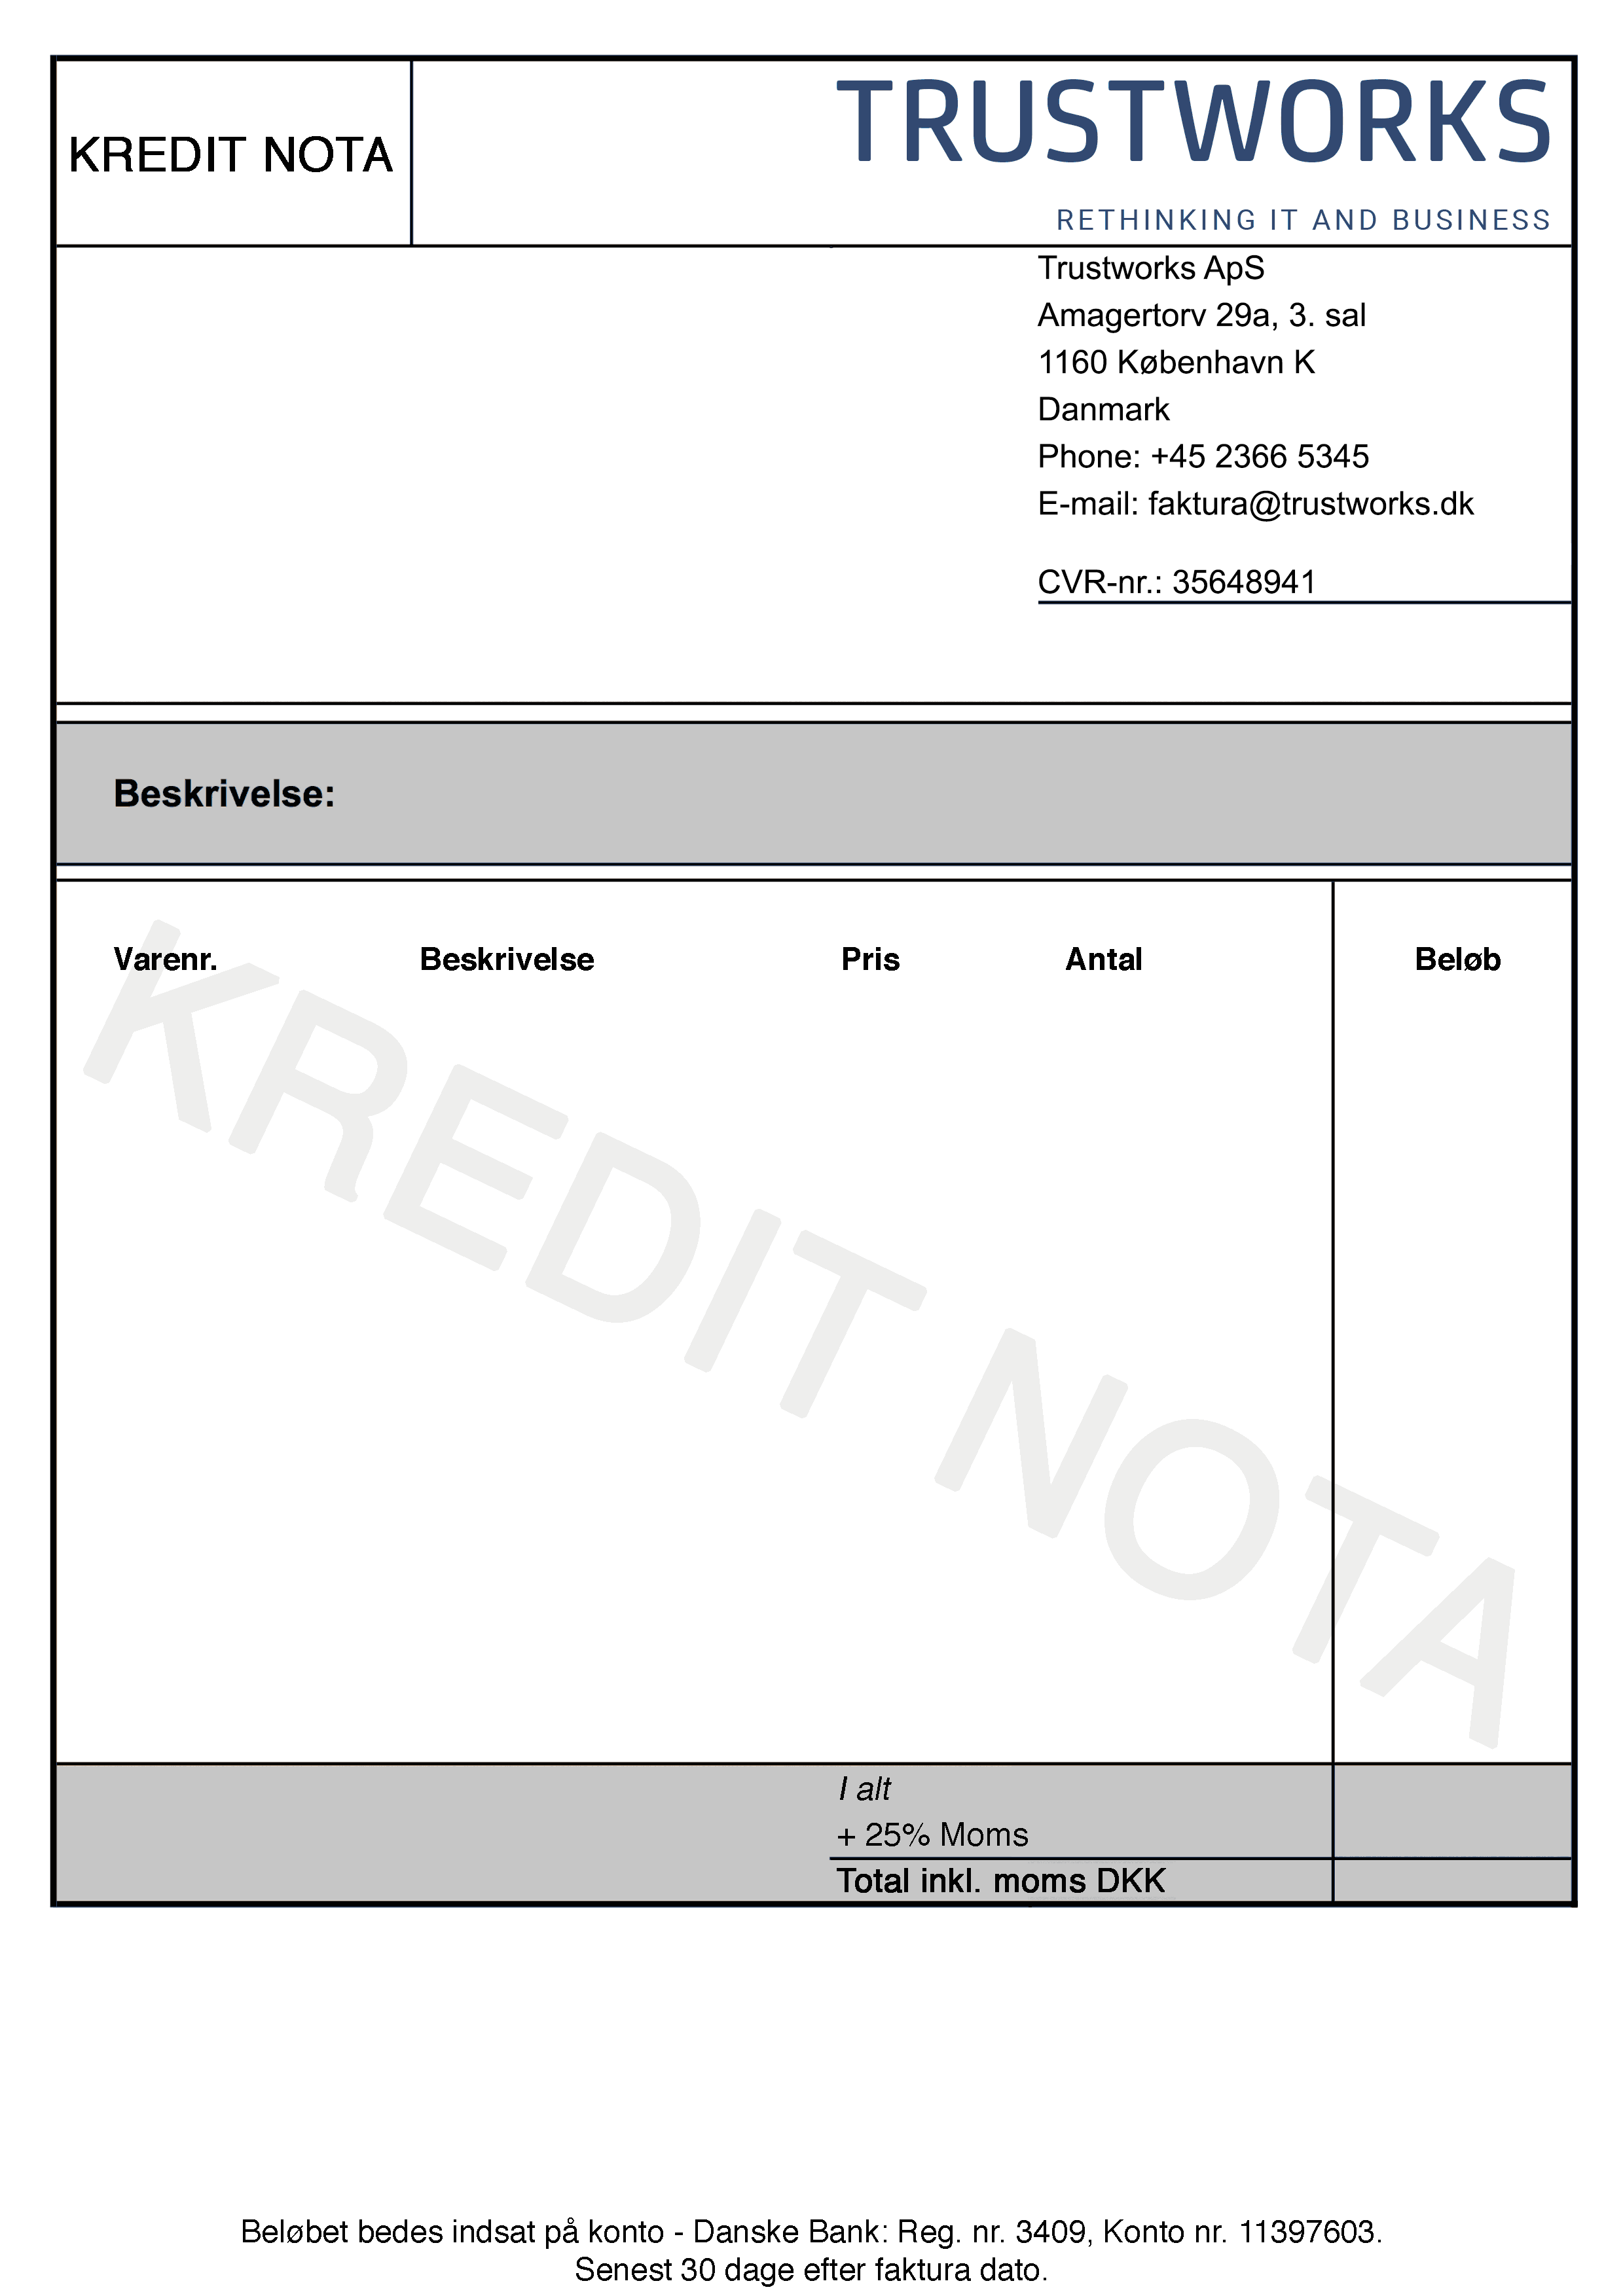 KREDIT NOTA
TRUSTWORKS
RETHINKING IT AND BUSINESS
Trustworks ApS
Amagertorv 29a, 3. sal
1160 København K
Danmark
Phone: +45 2366 5345
E-mail: faktura@trustworks.dk
CVR-nr.: 35648941
Beskrivelse:
Varenr. Beskrivelse Pris Antal Beløb
KREDIT NOTA
I alt
+ 25% Moms
Total inkl. moms DKK
Beløbet bedes indsat på konto - Danske Bank: Reg. nr. 3409, Konto nr. 11397603.
Senest 30 dage efter faktura dato.